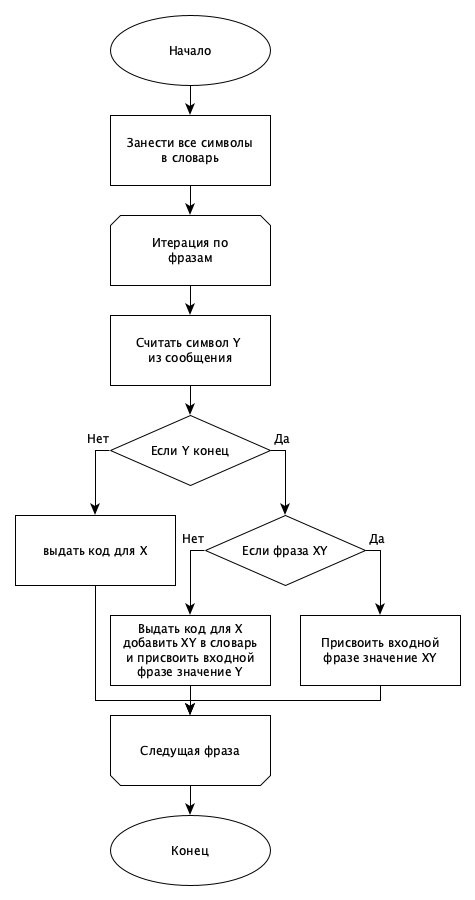 Начало
Занести все символы
в словарь
Итерация по
фразам
Считать символ Y
из сообщения
Нет
Если Y конец
Да
выдать код для X
Нет
Если фраза XY
Да
Выдать код для X
добавить XY в словарь
и присвоить входной
фразе значение Y
Присвоить входной
фразе значение XY
Следущая фраза
Конец